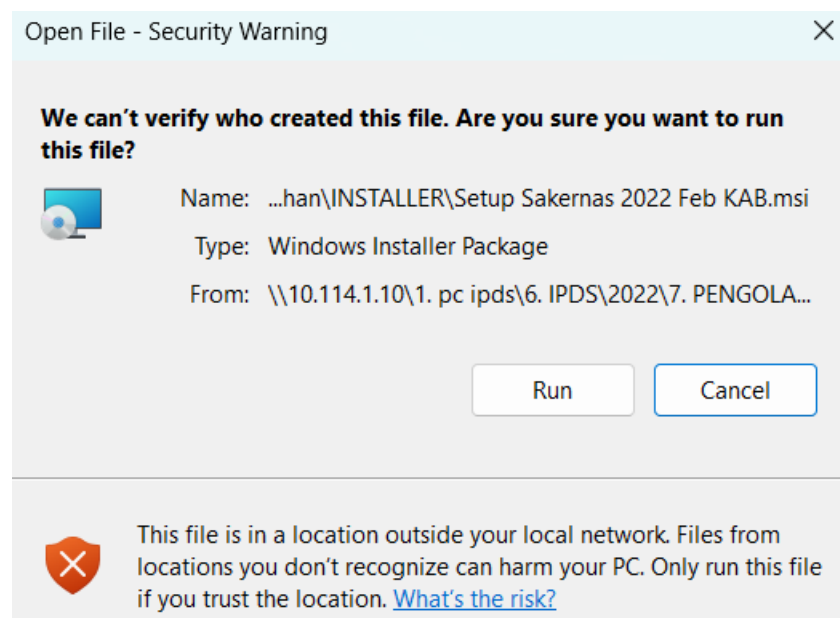 Open File - Security Warning
We can’t verify who created this file. Are you sure you want to run
this file?
Name: ...han\INSTALLER\Setup Sakernas 2022 Feb KAB.msi
Type: Windows Installer Package
From: \\10.114.1.10\1. pc ipds\6. IPDS\2022\7. PENGOLA...
Run Cancel
This file is in a location outside your local network. Files from
locations you don’t recognize can harm your PC. Only run this file
if you trust the location. What’s the risk?